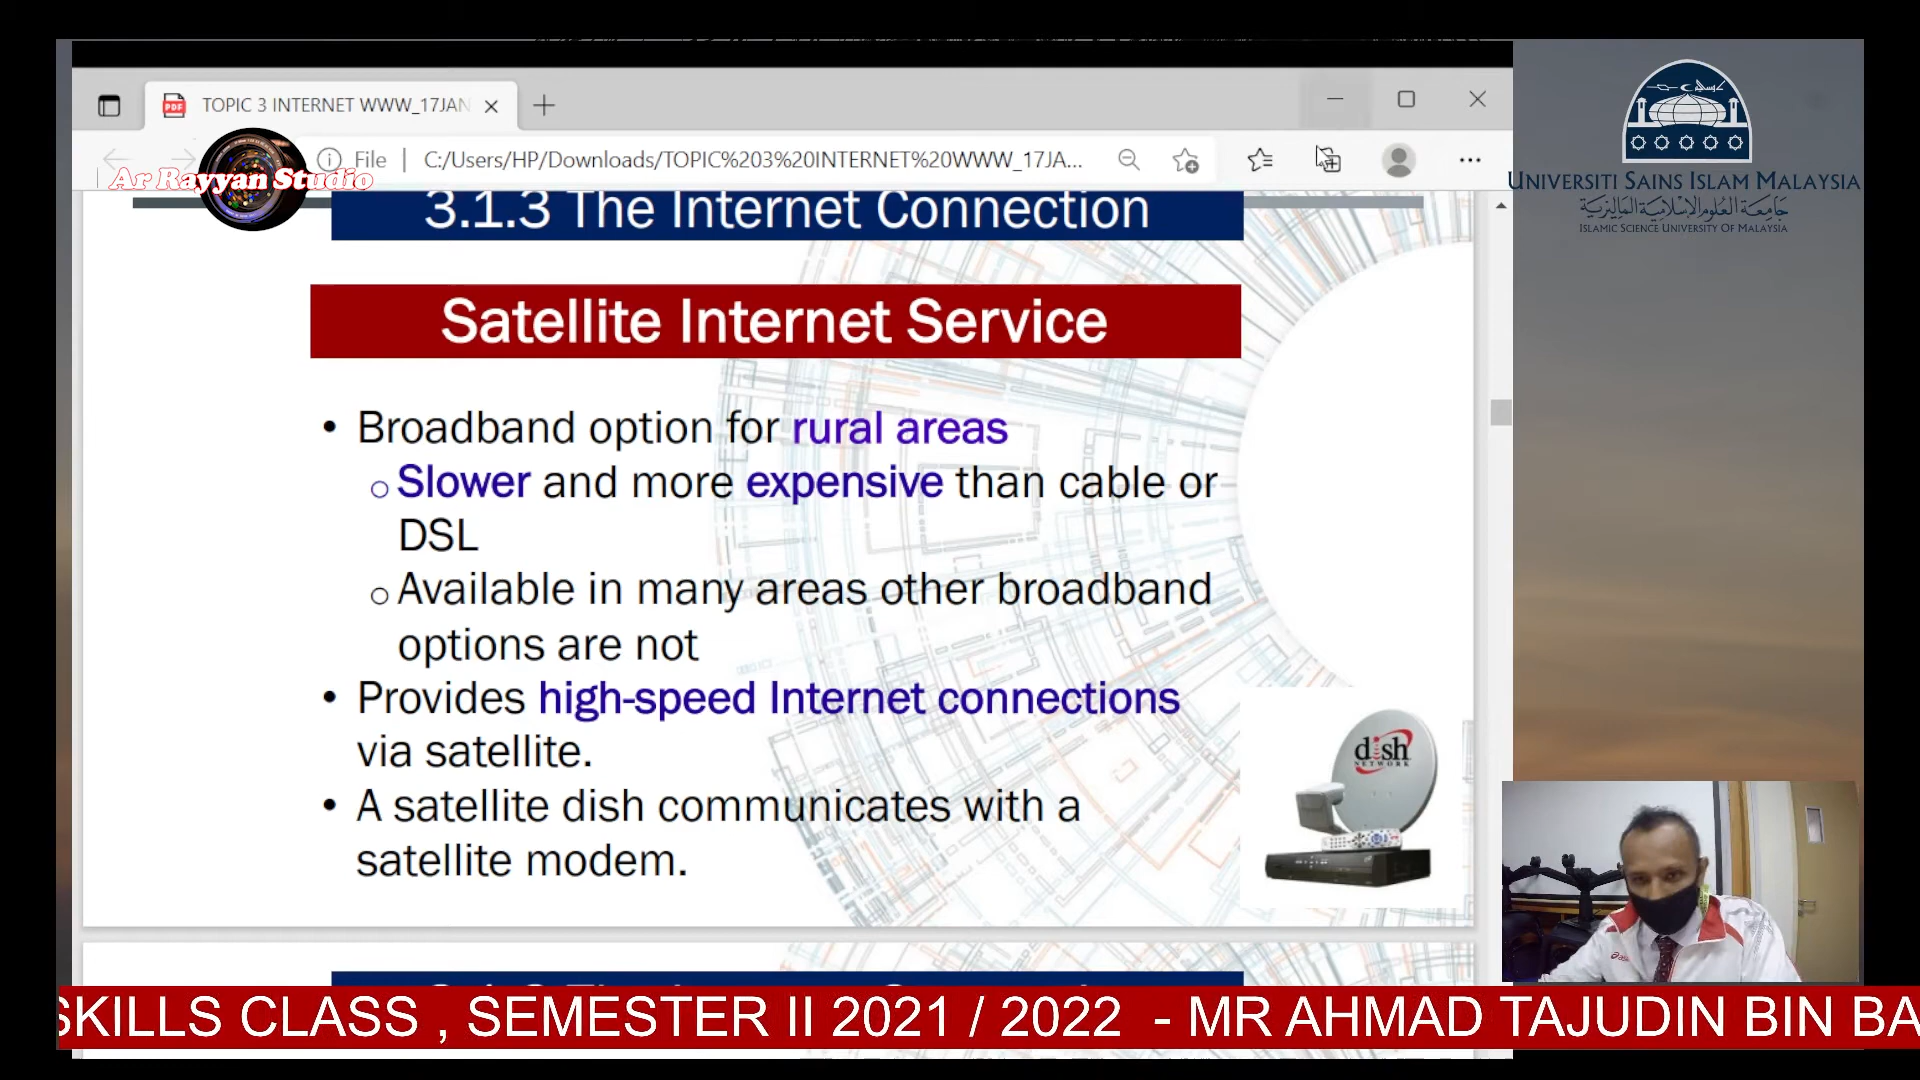 TOPIC 3 INTERNET WWW_17JAN
File
C:/Users/HP/Downloads/TOPIC%203%20INTERNET%20WWW_17JA...
Ar Rayyan Studio
3.1.3 The Internet Connection
Satellite Internet Service
• Broadband option for rural areas
o Slower and more expensive than cable or
DSL
o Available in many areas other broadband
options are not
• Provides high-speed Internet connections
via satellite.
• A satellite dish communicates with a
satellite modem.
dish
NETWORK
UNIVERSITI SAINS ISLAM MALAYSIA
جامعة العلوم الإسلامية الماليزية
ISLAMIC SCIENCE UNIVERSITY OF MALAYSIA
SKILLS CLASS , SEMESTER II 2021 / 2022 - MR AHMAD TAJUDIN BIN BA